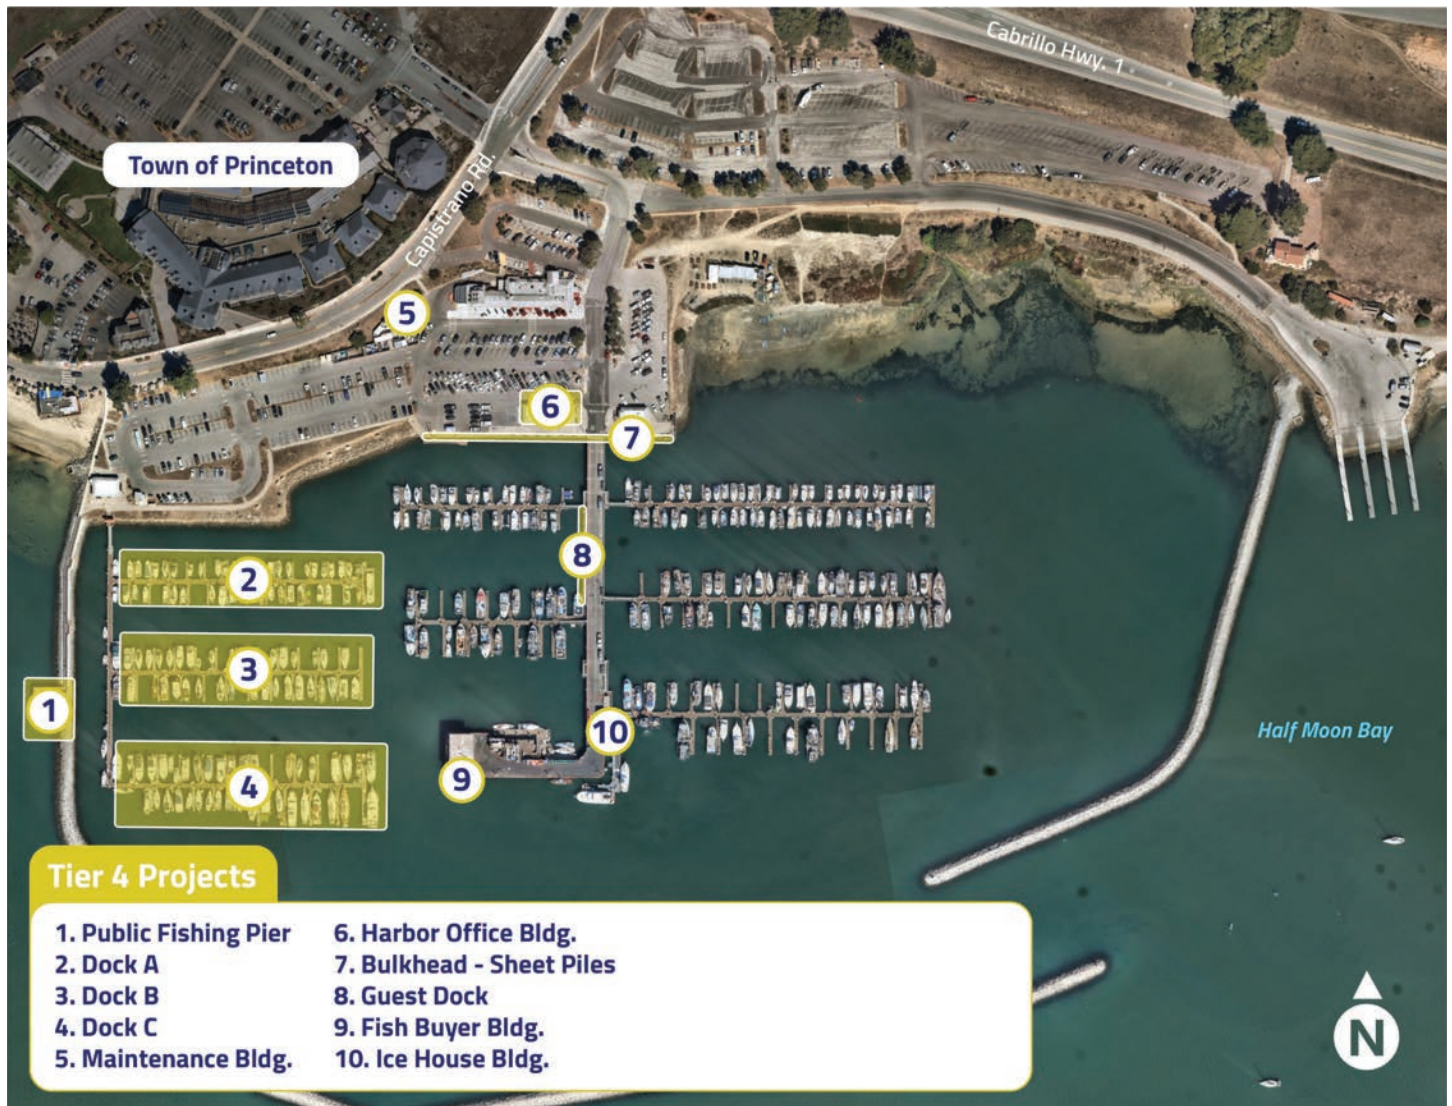 Cabrillo Hwy. 1
Town of Princeton
Capistrano Rd.
5
6
7
8
2
3
1
10
9
4
Half Moon Bay
Tier 4 Projects
1. Public Fishing Pier
2. Dock A
3. Dock B
4. Dock C
5. Maintenance Bldg.
6. Harbor Office Bldg.
7. Bulkhead - Sheet Piles
8. Guest Dock
9. Fish Buyer Bldg.
10. Ice House Bldg.
N